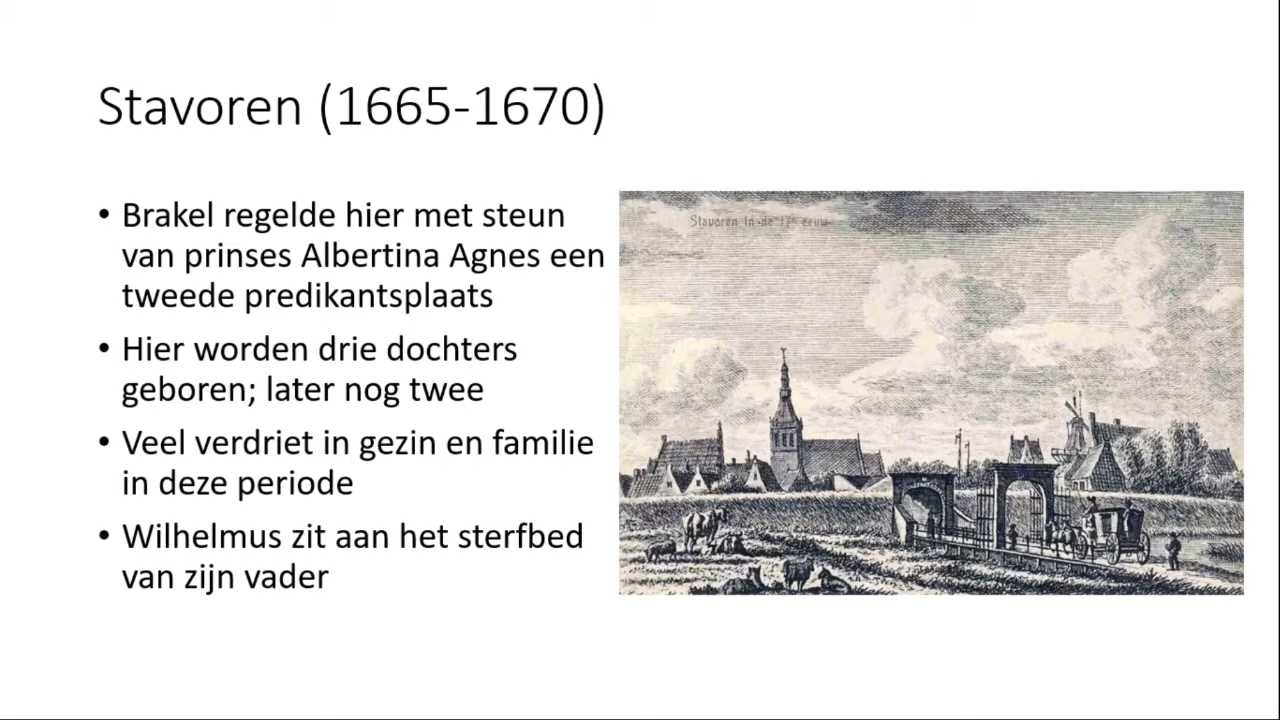 Stavoren (1665-1670)
• Brakel regelde hier met steun
van prinses Albertina Agnes een
tweede predikantsplaats
• Hier worden drie dochters
geboren; later nog twee
• Veel verdriet in gezin en familie
in deze periode
• Wilhelmus zit aan het sterfbed
van zijn vader
Stavoren in de 17e eeuw